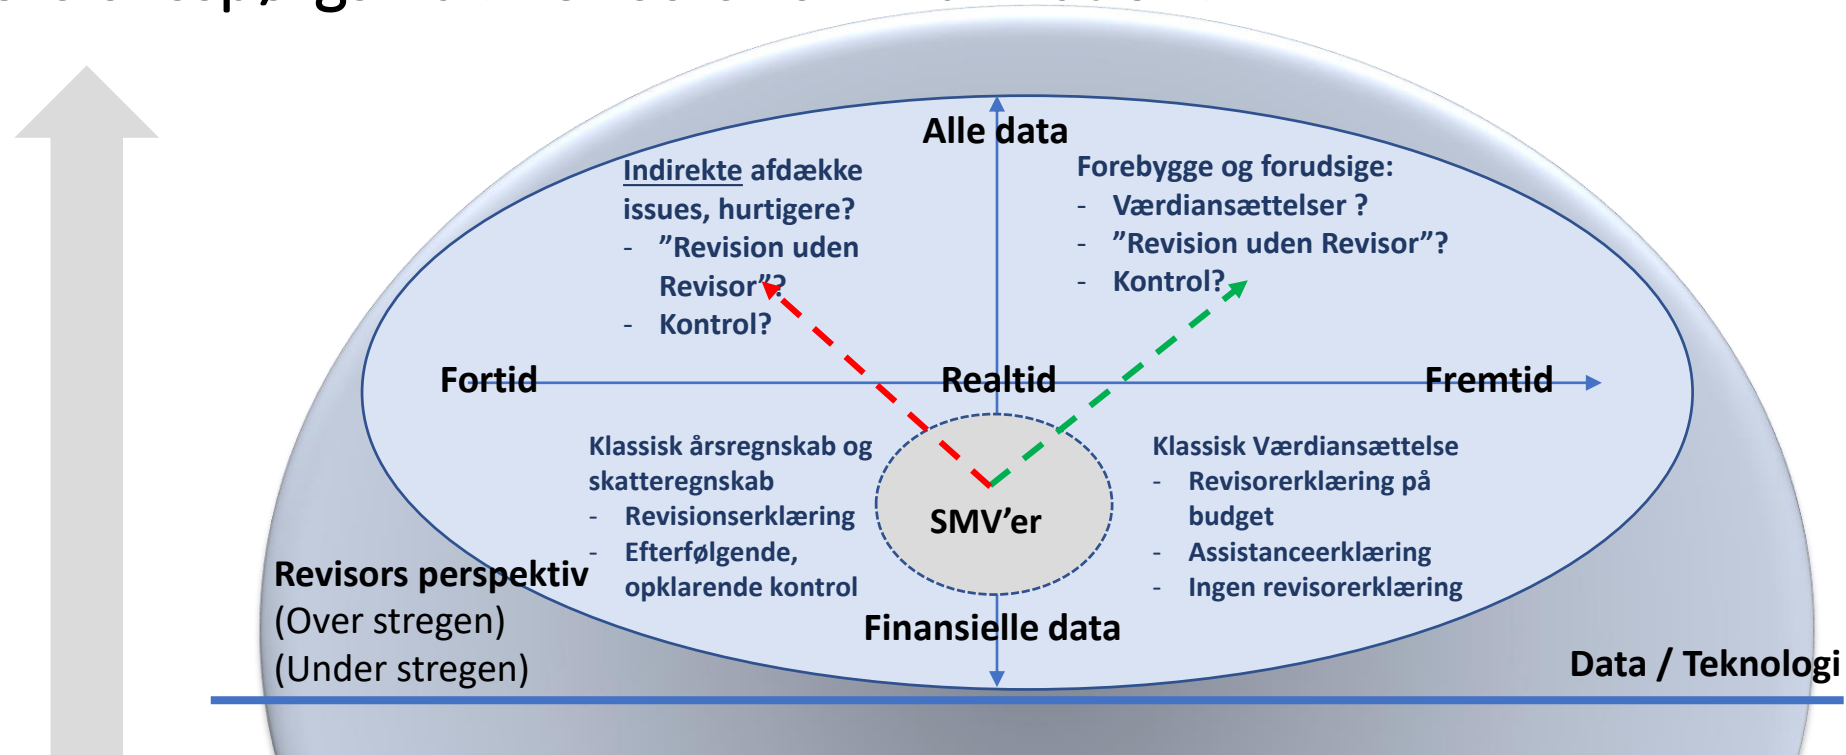 Alle data
Indirekte afdække
issues, hurtigere?
- ”Revision uden
Revisor”?
- Kontrol?
Forebygge og forudsige:
- Værdiansættelser ?
- ”Revision uden Revisor”?
- Kontrol?
Fortid
Realtid
Fremtid
Klassisk årsregnskab og
skatteregnskab
- Revisionserklæring
- Efterfølgende,
opklarende kontrol
SMV’er
Klassisk Værdiansættelse
- Revisorerklæring på
budget
- Assistanceerklæring
- Ingen revisorerklæring
Finansielle data
Revisors perspektiv
(Over stregen)
(Under stregen)
Data / Teknologi